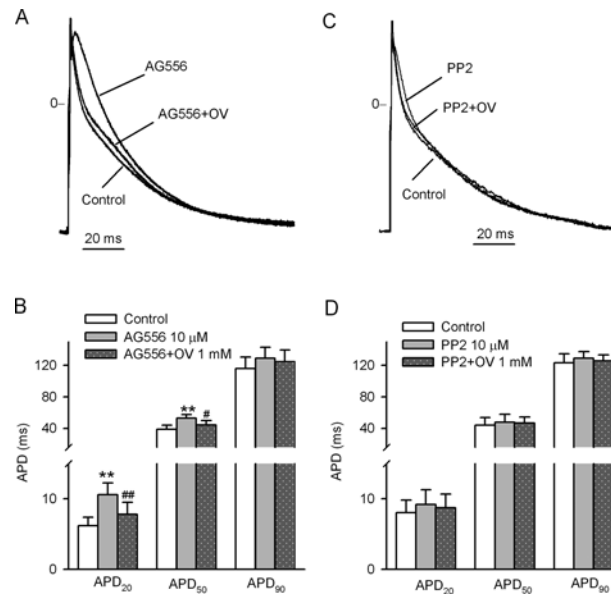 A
AG556
0
AG556+OV
Control
20 ms
C
PP2
0
PP2+OV
Control
20 ms
B
Control
AG556 10 μM
AG556+OV 1 mM
120
40
10
0
APD (ms)
**
##
**
#
APD20
APD50
APD90
D
Control
PP2 10 μM
PP2+OV 1 mM
120
40
10
0
APD (ms)
APD20
APD50
APD90